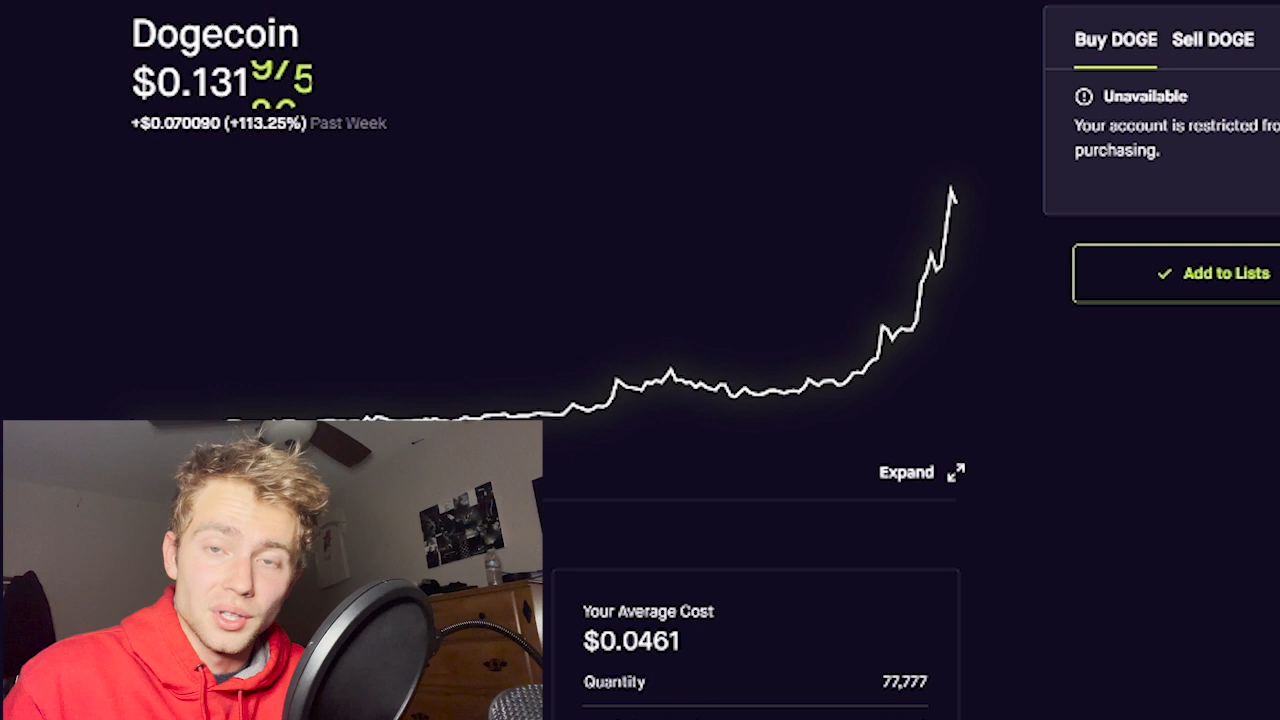 Dogecoin
$0.131
+$0.070090 (+113.25%) Past Week
Buy DOGE Sell DOGE
Unavailable
Your account is restricted
purchasing.
Add to Lists
Expand
Your Average Cost
$0.0461
Quantity 77,777